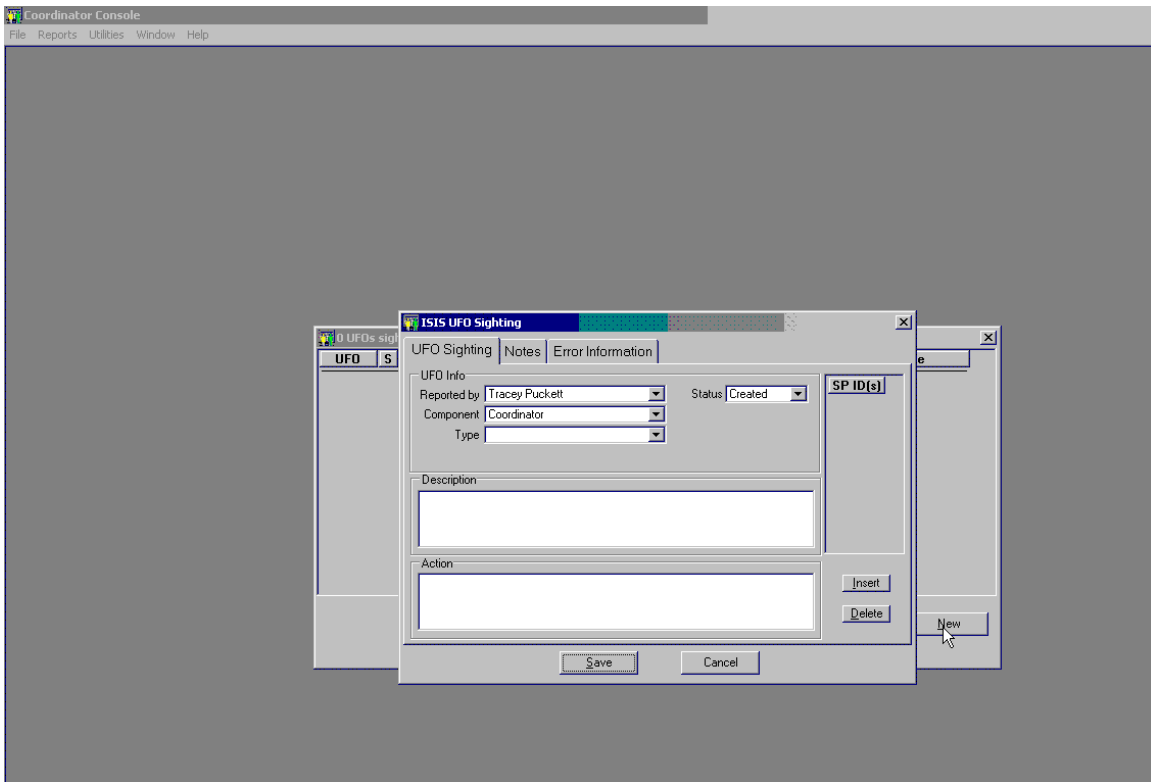 Coordinator Console
File Reports Utilities Window Help
0 UFOs
UFO S
ISIS UFO Sighting
UFO Sighting Notes Error Information
UFO Info
Reported by Tracey Puckett
Status Created
SP ID(s)
Component Coordinator
Type
Description
Action
Insert
Delete
New
Save Cancel